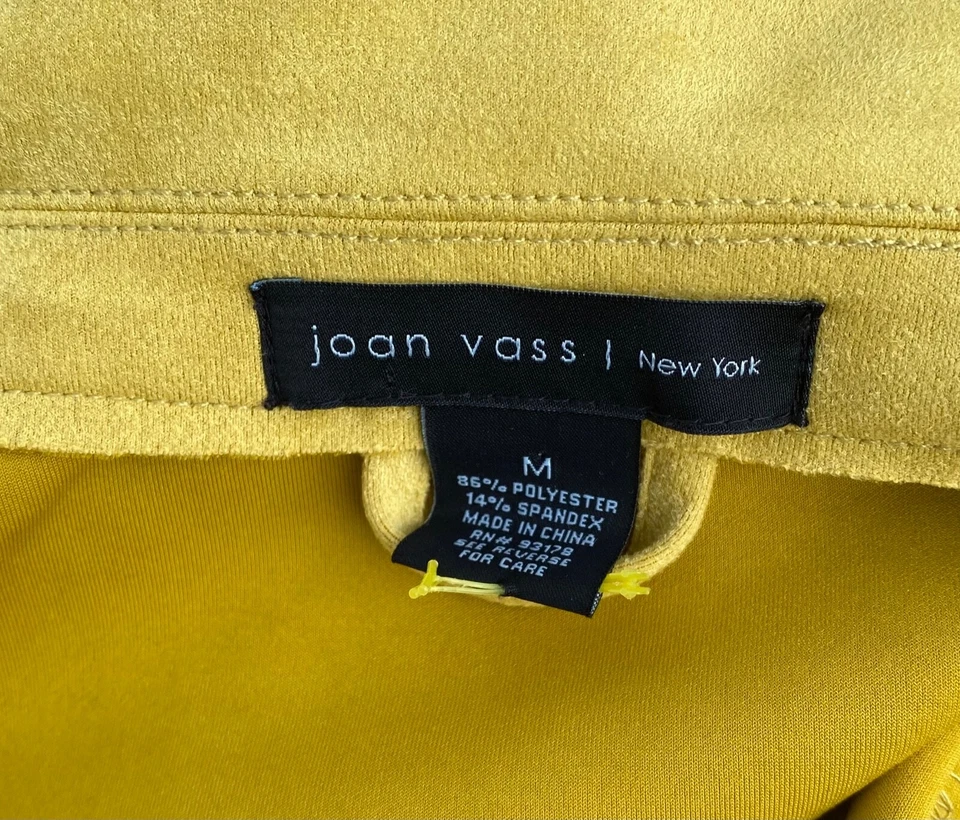 joan vass | New York
M
86% POLYESTER
14% SPANDEX
MADE IN CHINA
RN# 93178
SEE REVERSE
FOR CARE